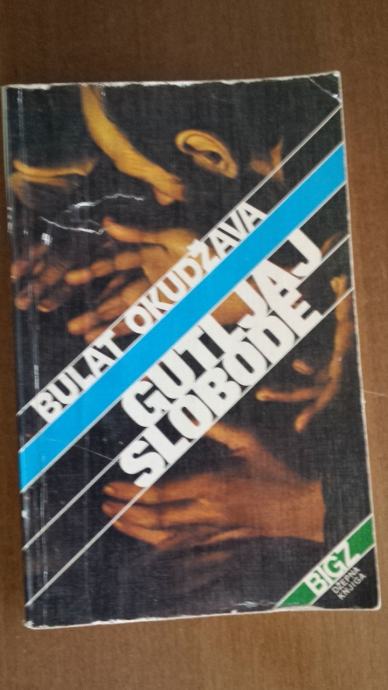 BULAT OKUDŽAVA
GUTLJAJ
SLOBODE
BIGZ
DŽEPNA
KNJIGA